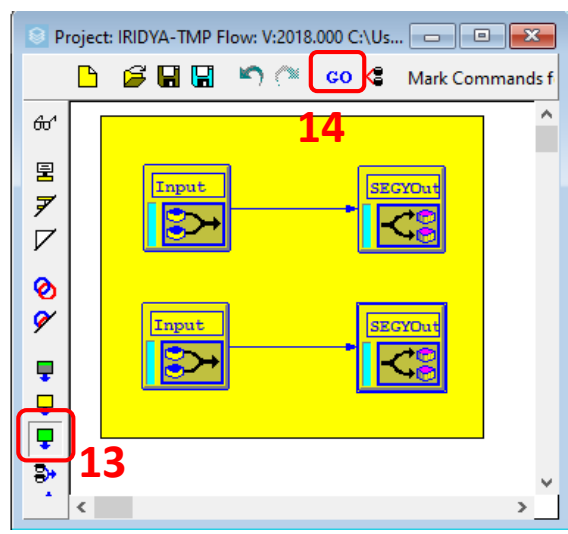 Project: IRIDYA-TMP Flow: V:2018.000 C:\Us...
GO
Mark Commands f
14
Input
SEGYOut
Input
SEGYOut
13